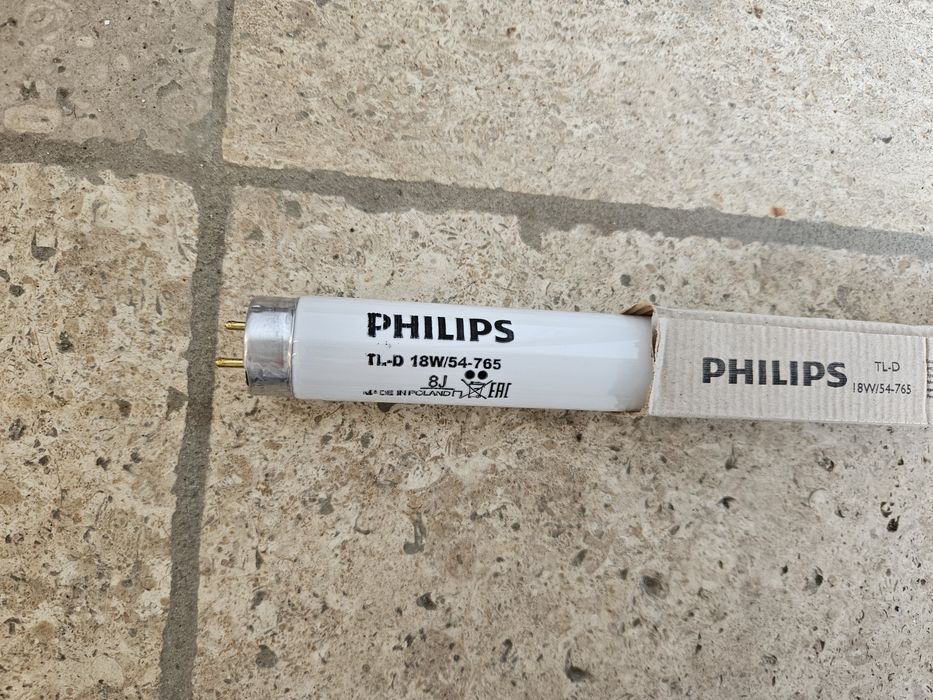 PHILIPS
TL-D 18W/54-765
8J
MADE IN POLAND EAC
PHILIPS
TL-D
18W/54-765